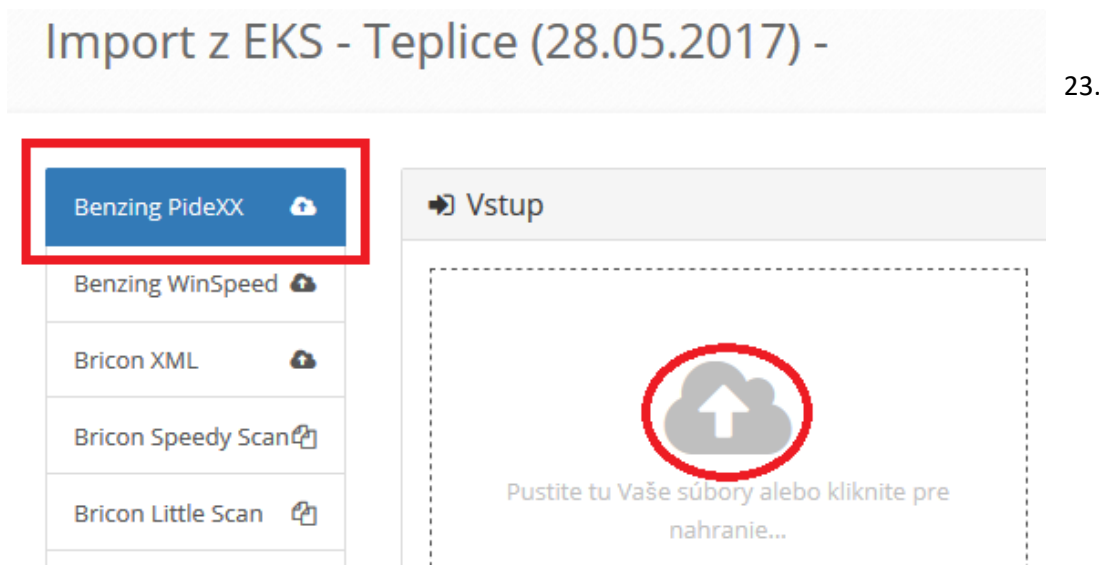 Import z EKS - Teplice (28.05.2017) -
23.
Benzing PideXX
Vstup
Benzing WinSpeed
Bricon XML
Bricon Speedy Scan
Bricon Little Scan
Pustite tu Vaše súbory alebo kliknite pre
nahranie...